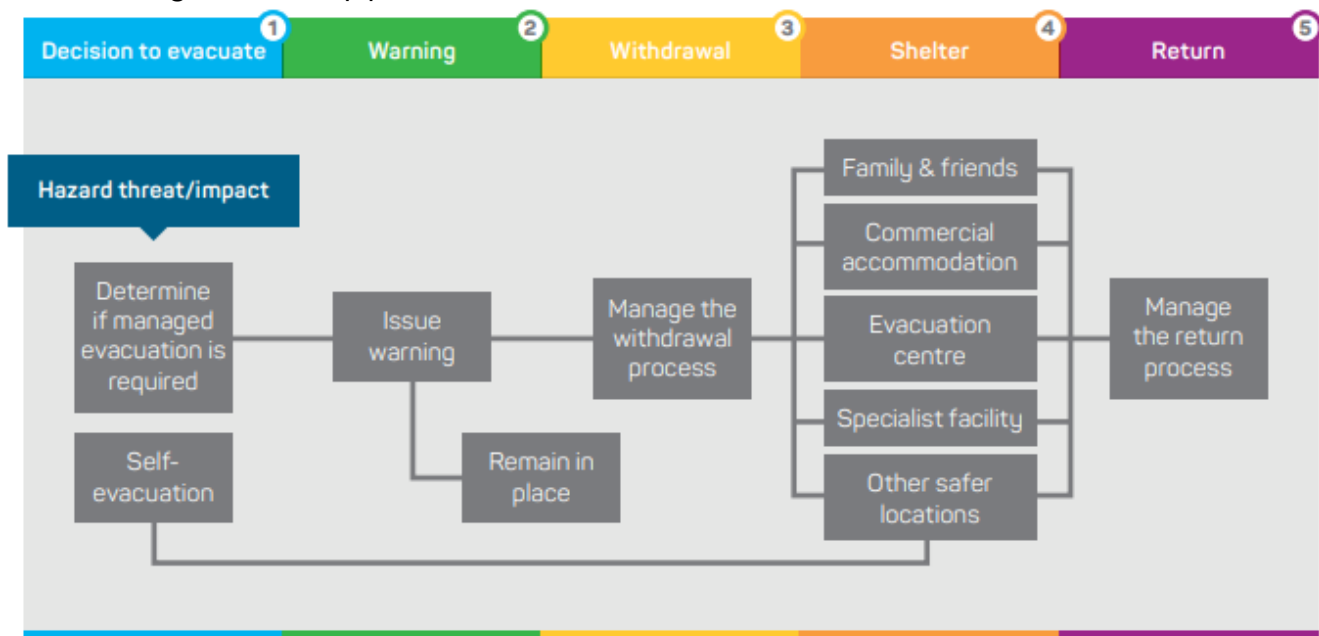 1
2
3
4
5
Decision to evacuate
Warning
Withdrawal
Shelter
Return
Hazard threat/impact
Determine
if managed
evacuation is
required
Self-
evacuation
Issue
warning
Remain in
place
Manage the
withdrawal
process
Family & friends
Commercial
accommodation
Evacuation
centre
Specialist facility
Other safer
locations
Manage
the return
process